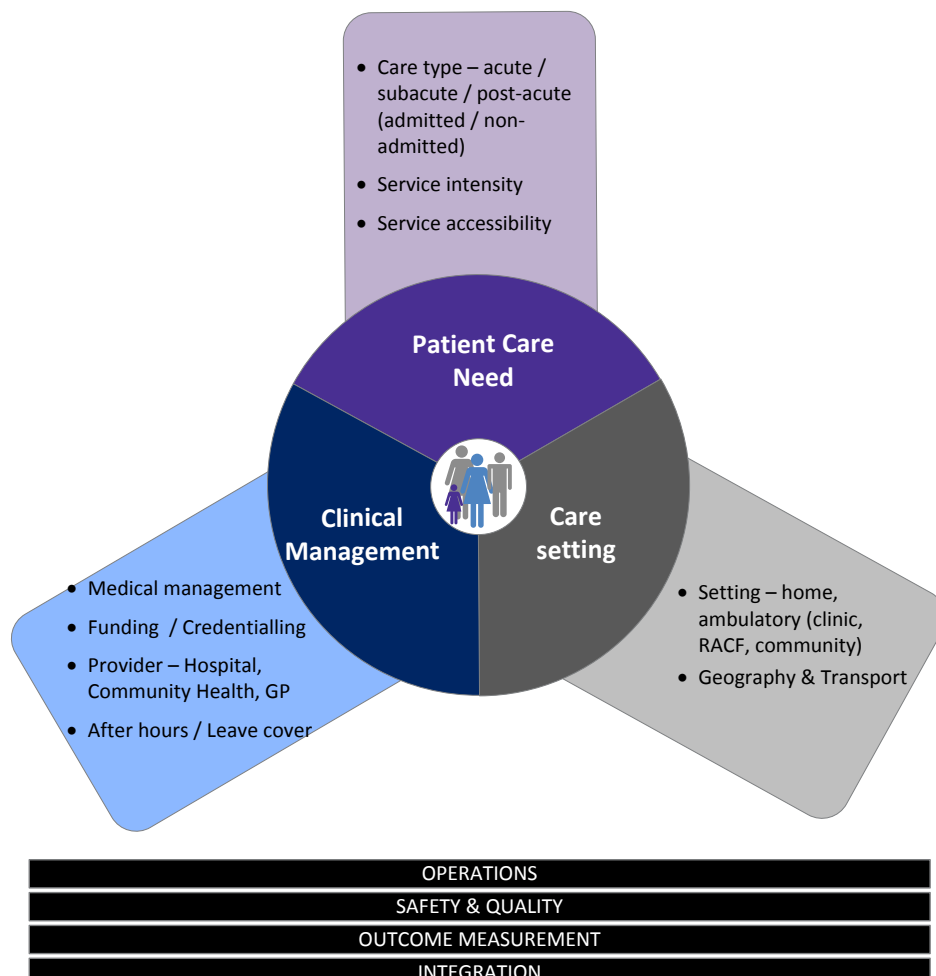 • Care type – acute /
subacute / post-acute
(admitted / non-
admitted)
• Service intensity
• Service accessibility
Patient Care
Need
Clinical
Management
Care
setting
• Medical management
• Funding  / Credentialling
• Provider – Hospital,
Community Health, GP
• After hours / Leave cover
• Setting – home,
ambulatory (clinic,
RACF, community)
• Geography & Transport
OPERATIONS
SAFETY & QUALITY
OUTCOME MEASUREMENT
INTEGRATION